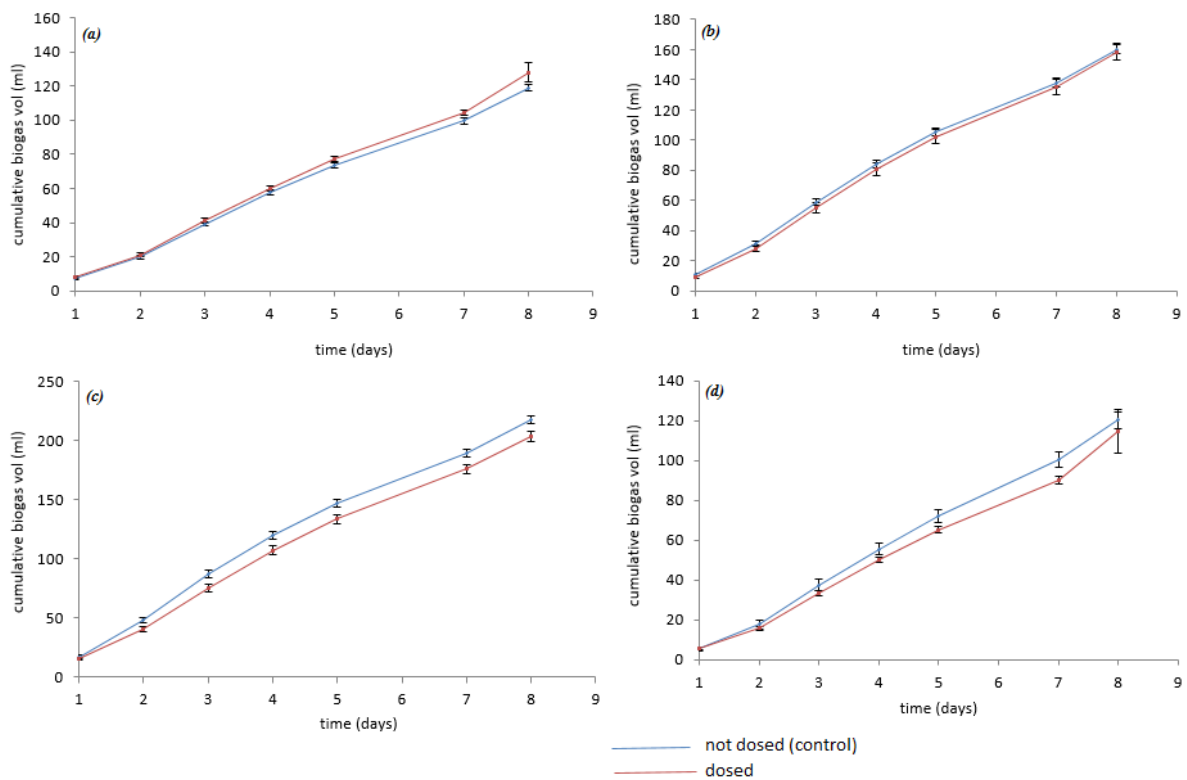 (a)
cumulative biogas vol (ml)
160
140
120
100
80
60
40
20
0
1 2 3 4 5 6 7 8 9
time (days)
(b)
cumulative biogas vol (ml)
180
160
140
120
100
80
60
40
20
0
1 2 3 4 5 6 7 8 9
time (days)
(c)
cumulative biogas vol (ml)
250
200
150
100
50
0
1 2 3 4 5 6 7 8 9
time (days)
(d)
cumulative biogas vol (ml)
140
120
100
80
60
40
20
0
1 2 3 4 5 6 7 8 9
time (days)
not dosed (control)
dosed